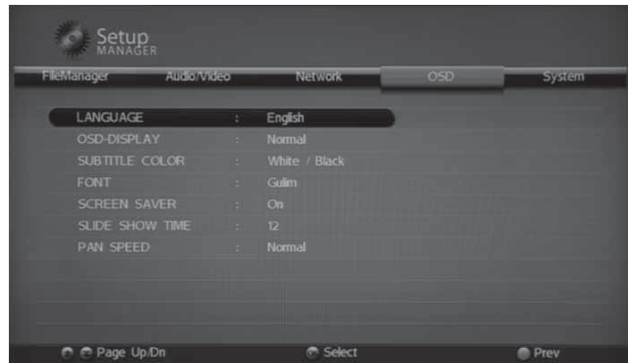 Setup
MANAGER
FileManager Audio/Video Network OSD System
LANGUAGE : English
OSD-DISPLAY : Normal
SUBTITLE COLOR : White / Black
FONT : Gulim
SCREEN SAVER : On
SLIDE SHOW TIME : 12
PAN SPEED : Normal
Page Up/Dn Select Prev